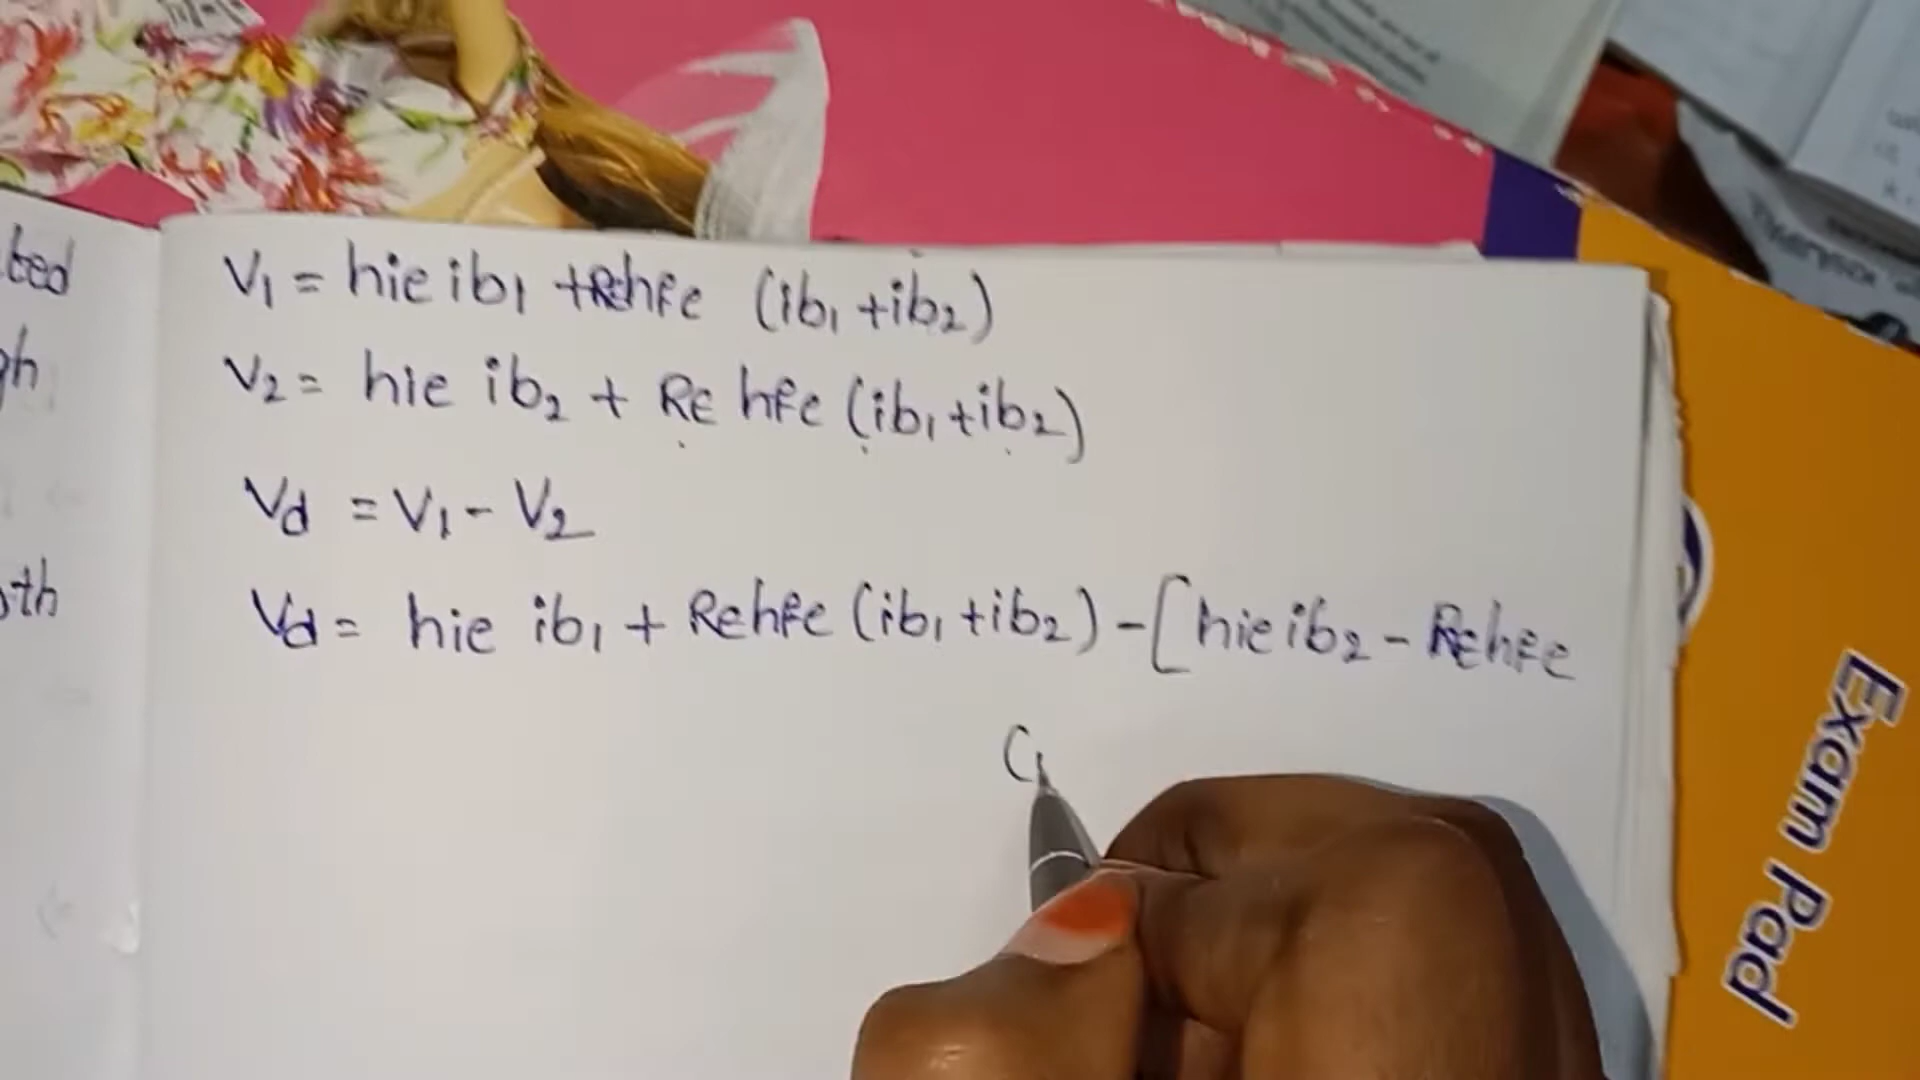 V1 = hie ib1 + Rehfe (ib1 + ib2)
V2 = hie ib2 + RE hfe (ib1 + ib2)
Vd = V1 - V2
Vd = hie ib1 + Rehfe (ib1 + ib2) - [hie ib2 - REhfe
(i
Exam Pad